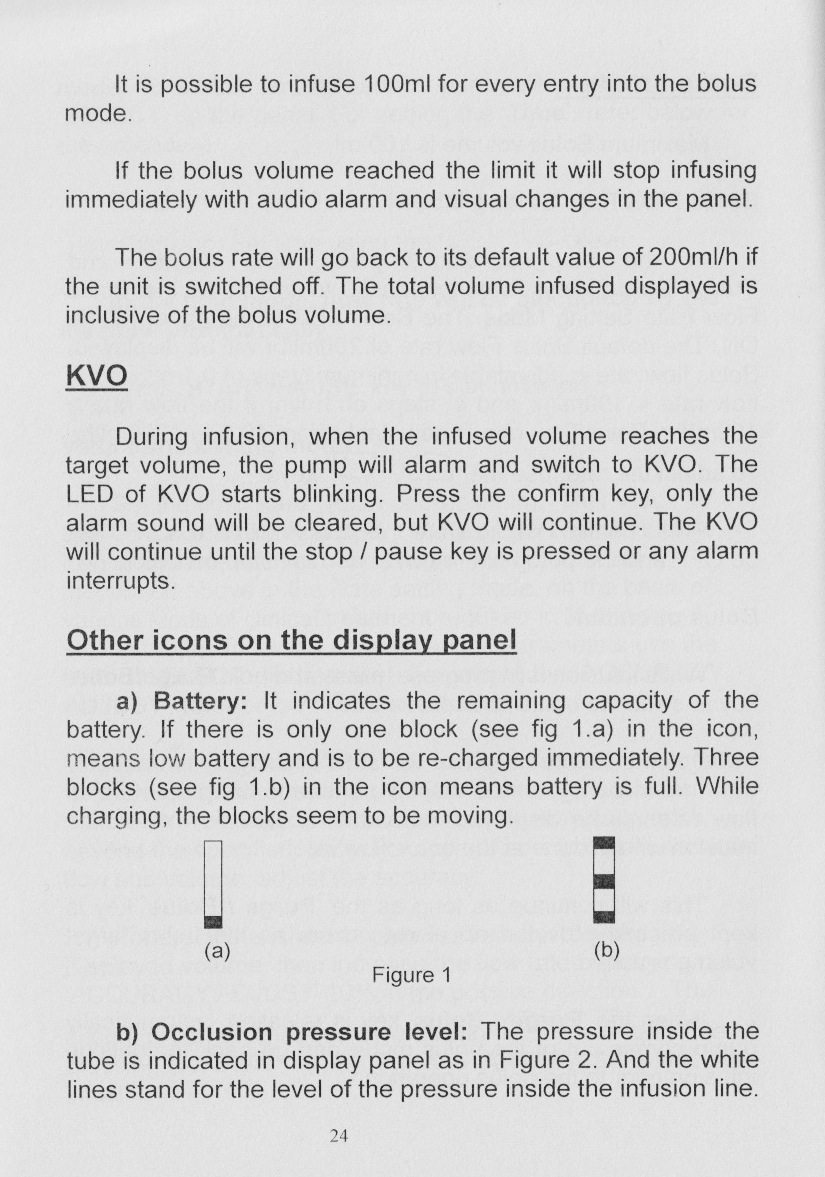 It is possible to infuse 100ml for every entry into the bolus
mode.
If the bolus volume reached the limit it will stop infusing
immediately with audio alarm and visual changes in the panel.
The bolus rate will go back to its default value of 200ml/h if
the unit is switched off. The total volume infused displayed is
inclusive of the bolus volume.
KVO
During infusion, when the infused volume reaches the
target volume, the pump will alarm and switch to KVO. The
LED of KVO starts blinking. Press the confirm key, only the
alarm sound will be cleared, but KVO will continue. The KVO
will continue until the stop / pause key is pressed or any alarm
interrupts.
Other icons on the display panel
a) Battery: It indicates the remaining capacity of the
battery. If there is only one block (see fig 1.a) in the icon,
means low battery and is to be re-charged immediately. Three
blocks (see fig 1.b) in the icon means battery is full. While
charging, the blocks seem to be moving.
(a) (b)
Figure 1
b) Occlusion pressure level: The pressure inside the
tube is indicated in display panel as in Figure 2. And the white
lines stand for the level of the pressure inside the infusion line.
24